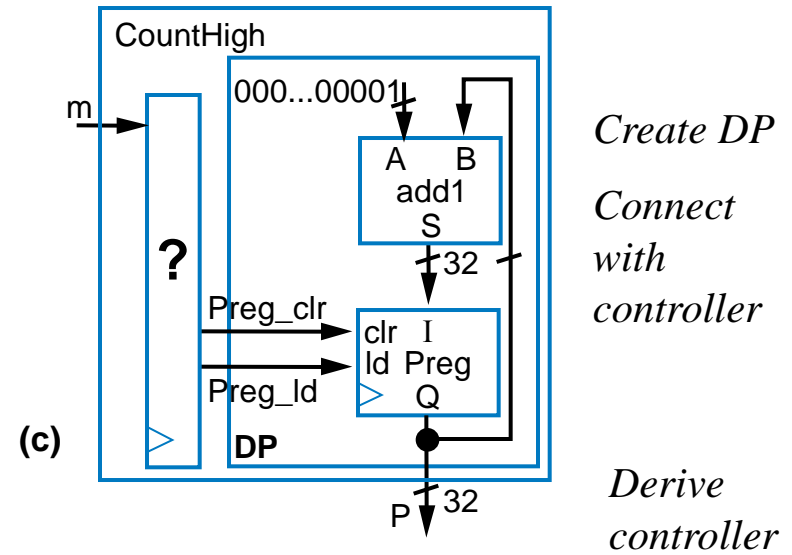 CountHigh
m
000...00001
A B
add1
S
32
?
Preg_clr
clr I
ld Preg
Preg_ld
Q
(c)
DP
P
32
Create DP
Connect
with
controller
Derive
controller